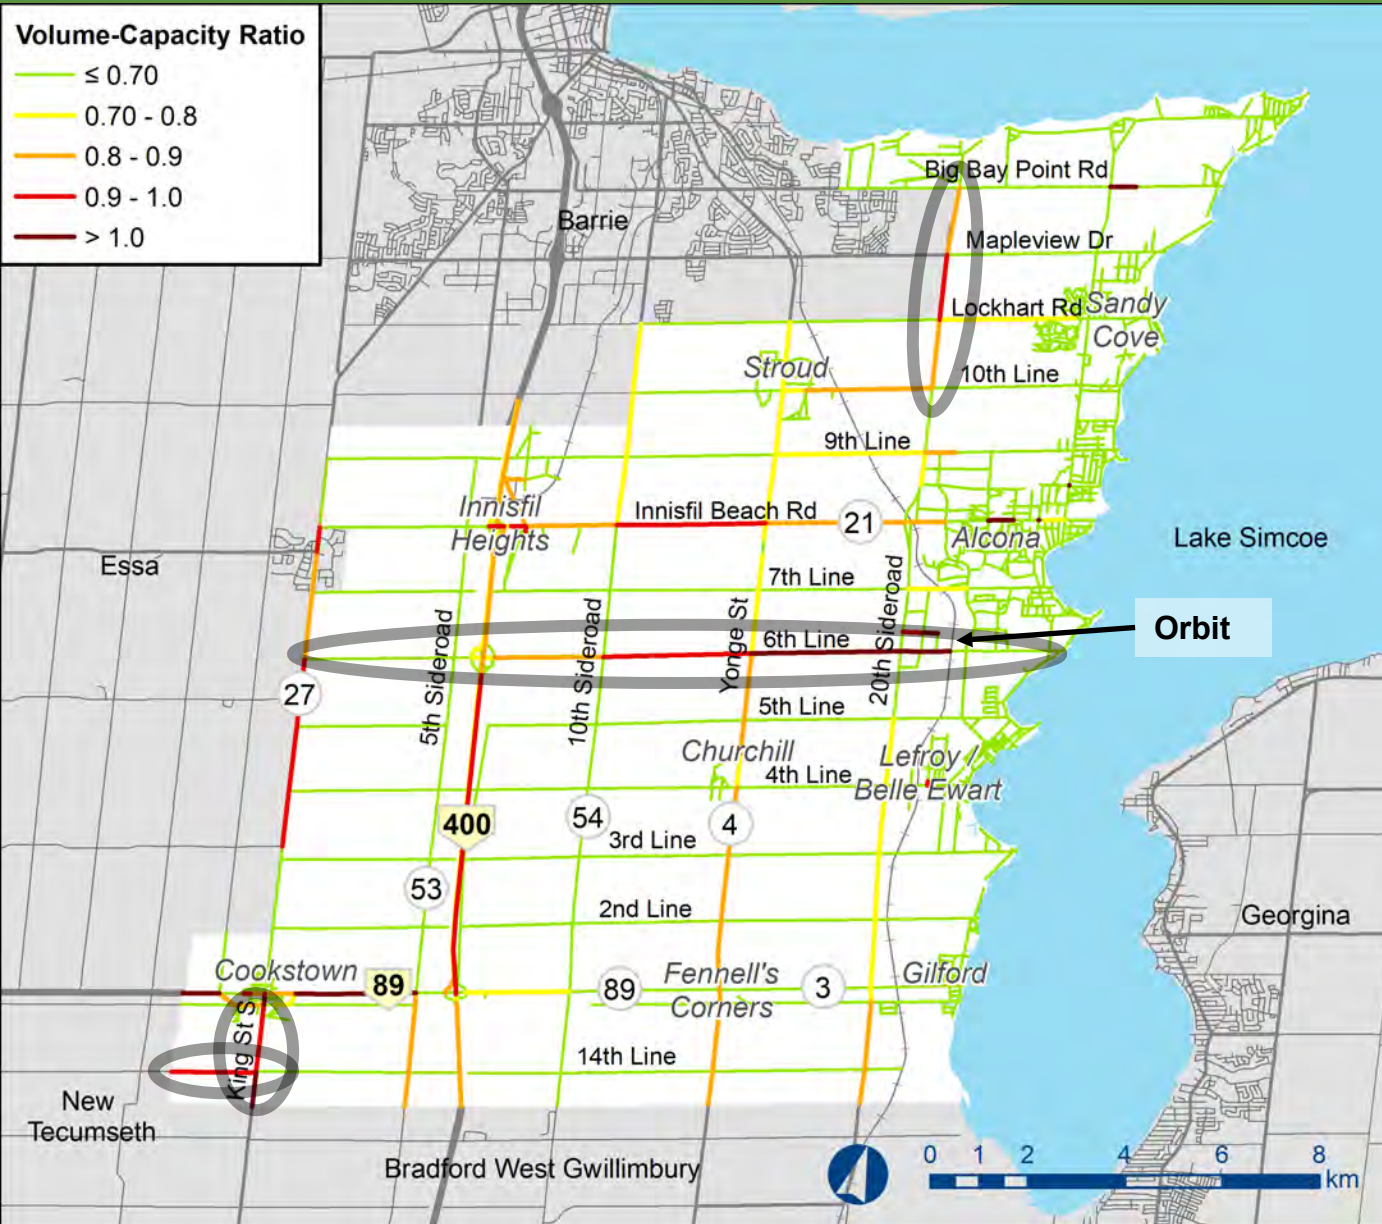 Volume-Capacity Ratio
≤ 0.70
0.70 - 0.8
0.8 - 0.9
0.9 - 1.0
> 1.0
Big Bay Point Rd
Barrie
Mapleview Dr
Lockhart Rd
Sandy
Cove
Stroud
10th Line
9th Line
Innisfil
Heights
Innisfil Beach Rd
21
Alcona
Lake Simcoe
Essa
7th Line
5th Sideroad
10th Sideroad
Yonge St
20th Sideroad
6th Line
Orbit
27
5th Line
Churchill
4th Line
Lefroy /
Belle Ewart
400
54
4
3rd Line
53
2nd Line
Georgina
Cookstown
89
89
Fennell's
Corners
3
Gilford
King St S
14th Line
New
Tecumseth
Bradford West Gwillimbury
0 1 2 4 6 8
km